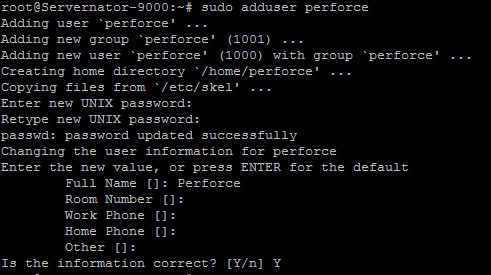 root@Servernator-9000:~# sudo adduser perforce
Adding user `perforce' ...
Adding new group `perforce' (1001) ...
Adding new user `perforce' (1000) with group `perforce' ...
Creating home directory `/home/perforce' ...
Copying files from `/etc/skel' ...
Enter new UNIX password:
Retype new UNIX password:
passwd: password updated successfully
Changing the user information for perforce
Enter the new value, or press ENTER for the default
Full Name []: Perforce
Room Number []:
Work Phone []:
Home Phone []:
Other []:
Is the information correct? [Y/n] Y